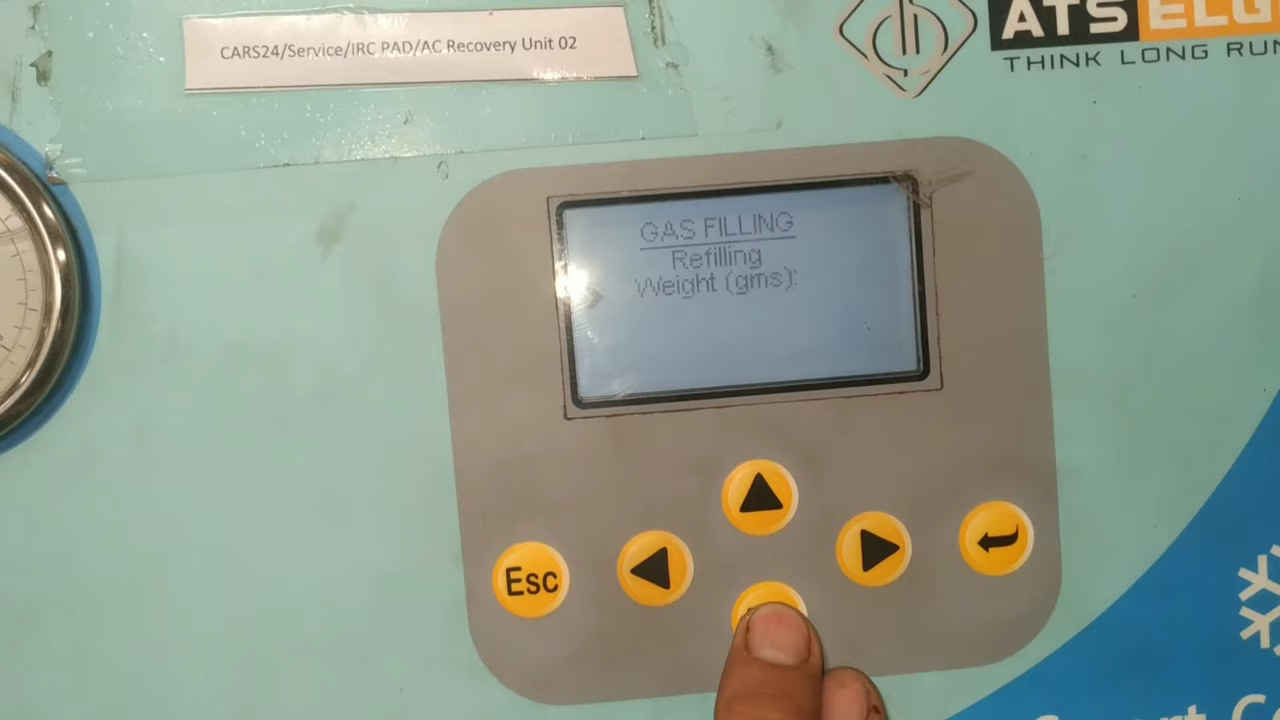 CARS24/Service/IRC PAD/AC Recovery Unit 02
ATS ELG
THINK LONG RUN
GAS FILLING
Refilling
Weight (gms):
Esc